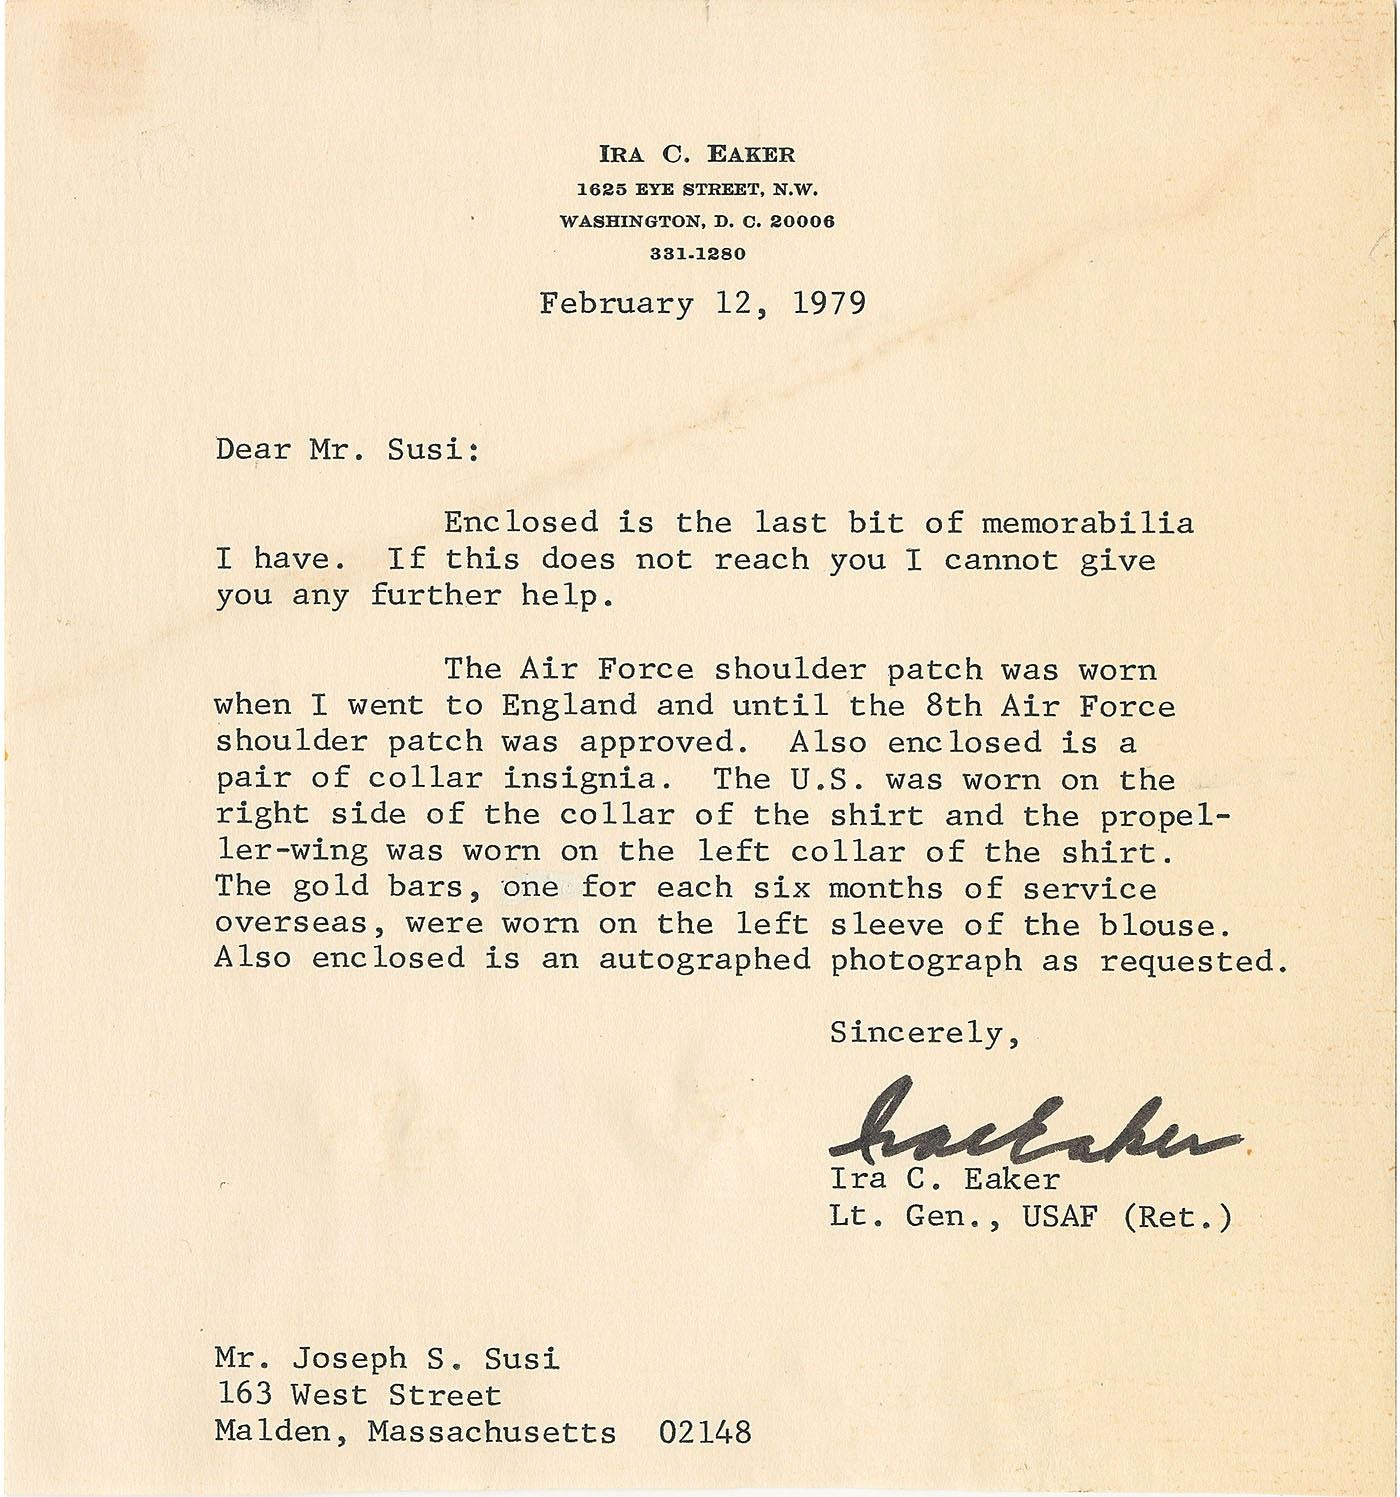 IRA C. EAKER
1625 EYE STREET, N.W.
WASHINGTON, D. C. 20006
331-1280
February 12, 1979
Dear Mr. Susi:
Enclosed is the last bit of memorabilia
I have. If this does not reach you I cannot give
you any further help.
The Air Force shoulder patch was worn
when I went to England and until the 8th Air Force
shoulder patch was approved. Also enclosed is a
pair of collar insignia. The U.S. was worn on the
right side of the collar of the shirt and the propel-
ler-wing was worn on the left collar of the shirt.
The gold bars, one for each six months of service
overseas, were worn on the left sleeve of the blouse.
Also enclosed is an autographed photograph as requested.
Sincerely,
Ira C Eaker
Ira C. Eaker
Lt. Gen., USAF (Ret.)
Mr. Joseph S. Susi
163 West Street
Malden, Massachusetts 02148